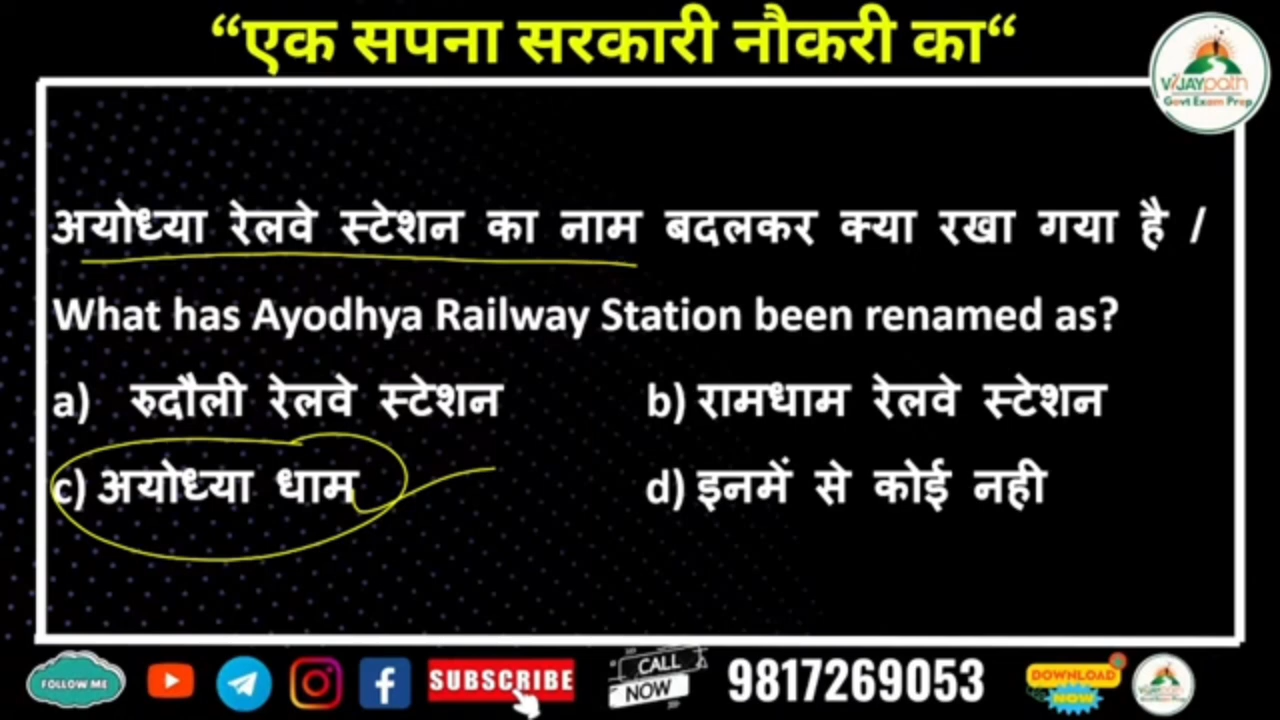 “एक सपना सरकारी नौकरी का“
VIJAYpath
Govt Exam Prep
अयोध्या रेलवे स्टेशन का नाम बदलकर क्या रखा गया है /
What has Ayodhya Railway Station been renamed as?
a) रुदौली रेलवे स्टेशन b) रामधाम रेलवे स्टेशन
c) अयोध्या धाम d) इनमें से कोई नही
FOLLOW ME SUBSCRIBE CALL NOW 9817269053 DOWNLOAD NOW VIJAYpath